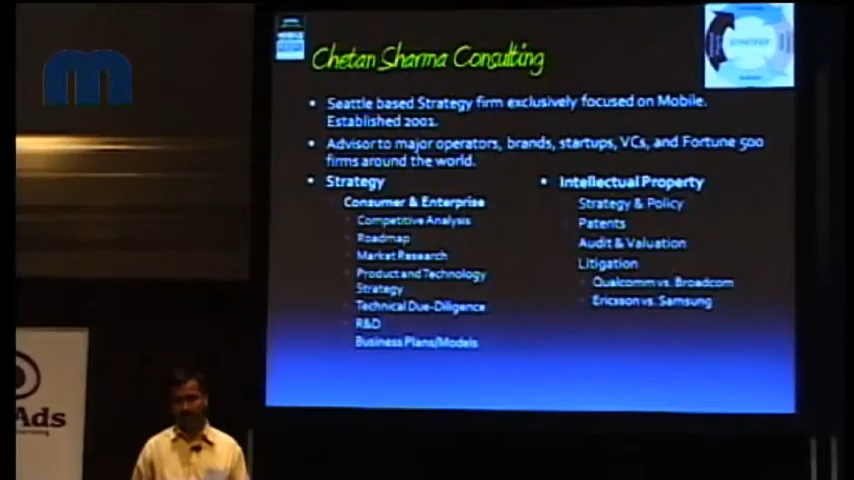 m
Chetan Sharma Consulting
STRATEGY
• Seattle based Strategy firm exclusively focused on Mobile.
Established 2001.
• Advisor to major operators, brands, startups, VCs, and Fortune 500
firms around the world.
• Strategy
Consumer & Enterprise
Competitive Analysis
Roadmap
Market Research
Product and Technology
Strategy
Technical Due-Diligence
R&D
Business Plans/Models
• Intellectual Property
Strategy & Policy
Patents
Audit & Valuation
Litigation
Qualcomm vs. Broadcom
Ericsson vs. Samsung
Ads